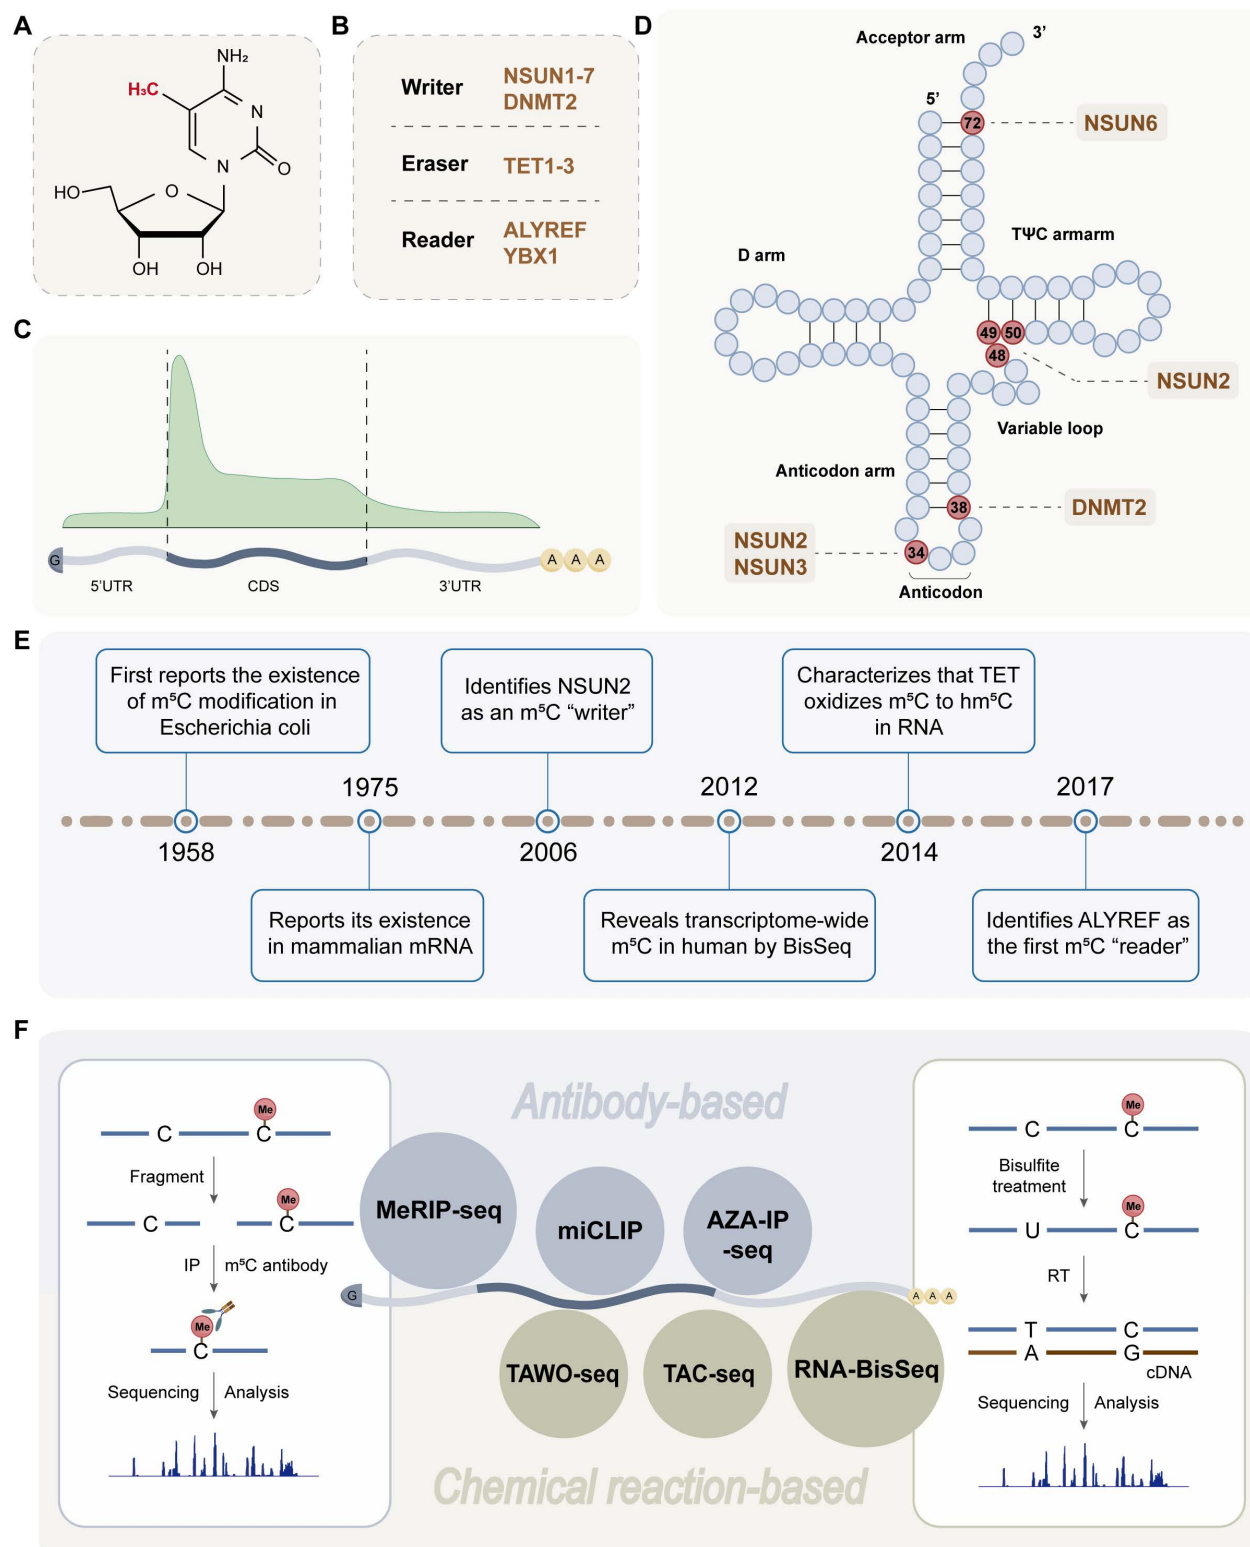 A
NH₂
H₃C
N
N
O
HO
O
OH
OH
B
Writer
NSUN1-7
DNMT2
Eraser
TET1-3
Reader
ALYREF
YBX1
C
G
A A A
5'UTR
CDS
3'UTR
D
Acceptor arm
3'
5'
72
NSUN6
TΨC armarm
D arm
49
50
48
NSUN2
Variable loop
Anticodon arm
38
DNMT2
NSUN2
NSUN3
34
Anticodon
E
First reports the existence
of m⁵C modification in
Escherichia coli
1958
1975
Reports its existence
in mammalian mRNA
Identifies NSUN2
as an m⁵C “writer”
2006
2012
Reveals transcriptome-wide
m⁵C in human by BisSeq
Characterizes that TET
oxidizes m⁵C to hm⁵C
in RNA
2014
2017
Identifies ALYREF as
the first m⁵C “reader”
F
Me
C C
Fragment
Me
C C
IP m⁵C antibody
Me
C
Sequencing Analysis
Antibody-based
MeRIP-seq
miCLIP
AZA-IP
-seq
G
A A A
TAWO-seq
TAC-seq
RNA-BisSeq
Chemical reaction-based
Me
C C
Bisulfite
treatment
Me
U C
RT
T C
A G
cDNA
Sequencing Analysis